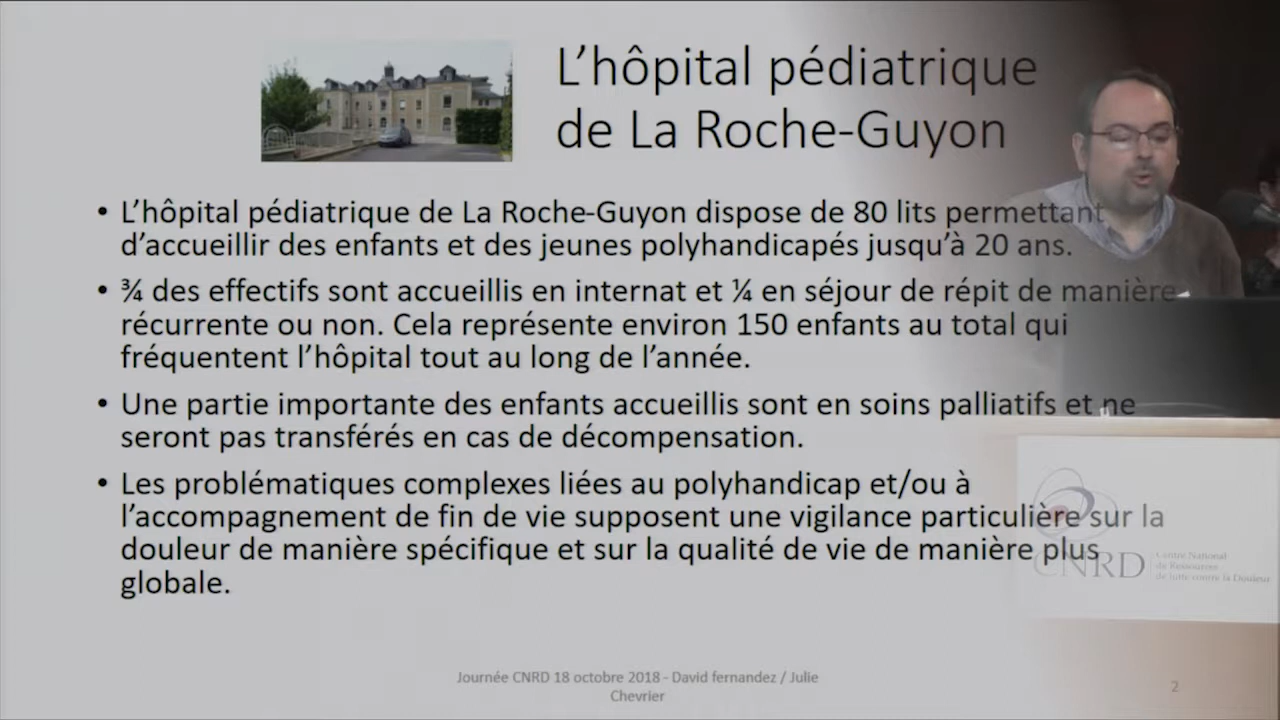 L'hôpital pédiatrique
de La Roche-Guyon
• L'hôpital pédiatrique de La Roche-Guyon dispose de 80 lits permettant
d'accueillir des enfants et des jeunes polyhandicapés jusqu'à 20 ans.
• ¾ des effectifs sont accueillis en internat et ¼ en séjour de répit de manière
récurrente ou non. Cela représente environ 150 enfants au total qui
fréquentent l'hôpital tout au long de l'année.
• Une partie importante des enfants accueillis sont en soins palliatifs et ne
seront pas transférés en cas de décompensation.
• Les problématiques complexes liées au polyhandicap et/ou à
l'accompagnement de fin de vie supposent une vigilance particulière sur la
douleur de manière spécifique et sur la qualité de vie de manière plus
globale.
CNRD
Centre National
de Ressources
de lutte contre la Douleur
Journée CNRD 18 octobre 2018 - David fernandez / Julie
Chevrier
2